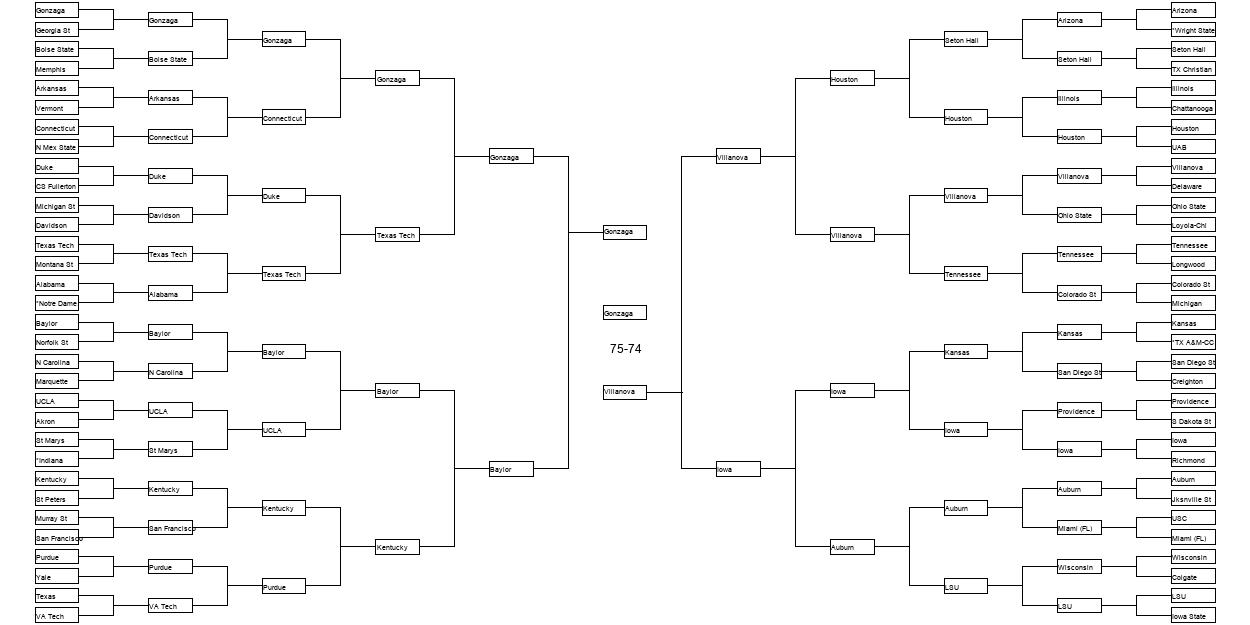 Gonzaga
Georgia St
Boise State
Memphis
Arkansas
Vermont
Connecticut
N Mex State
Duke
CS Fullerton
Michigan St
Davidson
Texas Tech
Montana St
Alabama
*Notre Dame
Baylor
Norfolk St
N Carolina
Marquette
UCLA
Akron
St Marys
*Indiana
Kentucky
St Peters
Murray St
San Francisco
Purdue
Yale
Texas
VA Tech
Gonzaga
Boise State
Arkansas
Connecticut
Duke
Davidson
Texas Tech
Alabama
Baylor
N Carolina
UCLA
St Marys
Kentucky
San Francisco
Purdue
VA Tech
Gonzaga
Connecticut
Duke
Texas Tech
Baylor
UCLA
Kentucky
Purdue
Gonzaga
Texas Tech
Baylor
Kentucky
Gonzaga
Baylor
Gonzaga
Gonzaga
75-74
Villanova
Villanova
Iowa
Houston
Villanova
Iowa
Auburn
Seton Hall
Houston
Villanova
Tennessee
Kansas
Iowa
Auburn
LSU
Arizona
Seton Hall
Illinois
Houston
Villanova
Ohio State
Tennessee
Colorado St
Kansas
San Diego St
Providence
Iowa
Auburn
Miami (FL)
Wisconsin
LSU
Arizona
*Wright State
Seton Hall
TX Christian
Illinois
Chattanooga
Houston
UAB
Villanova
Delaware
Ohio State
Loyola-Chi
Tennessee
Longwood
Colorado St
Michigan
Kansas
*TX A&M-CC
San Diego St
Creighton
Providence
S Dakota St
Iowa
Richmond
Auburn
Jksnville St
USC
Miami (FL)
Wisconsin
Colgate
LSU
Iowa State